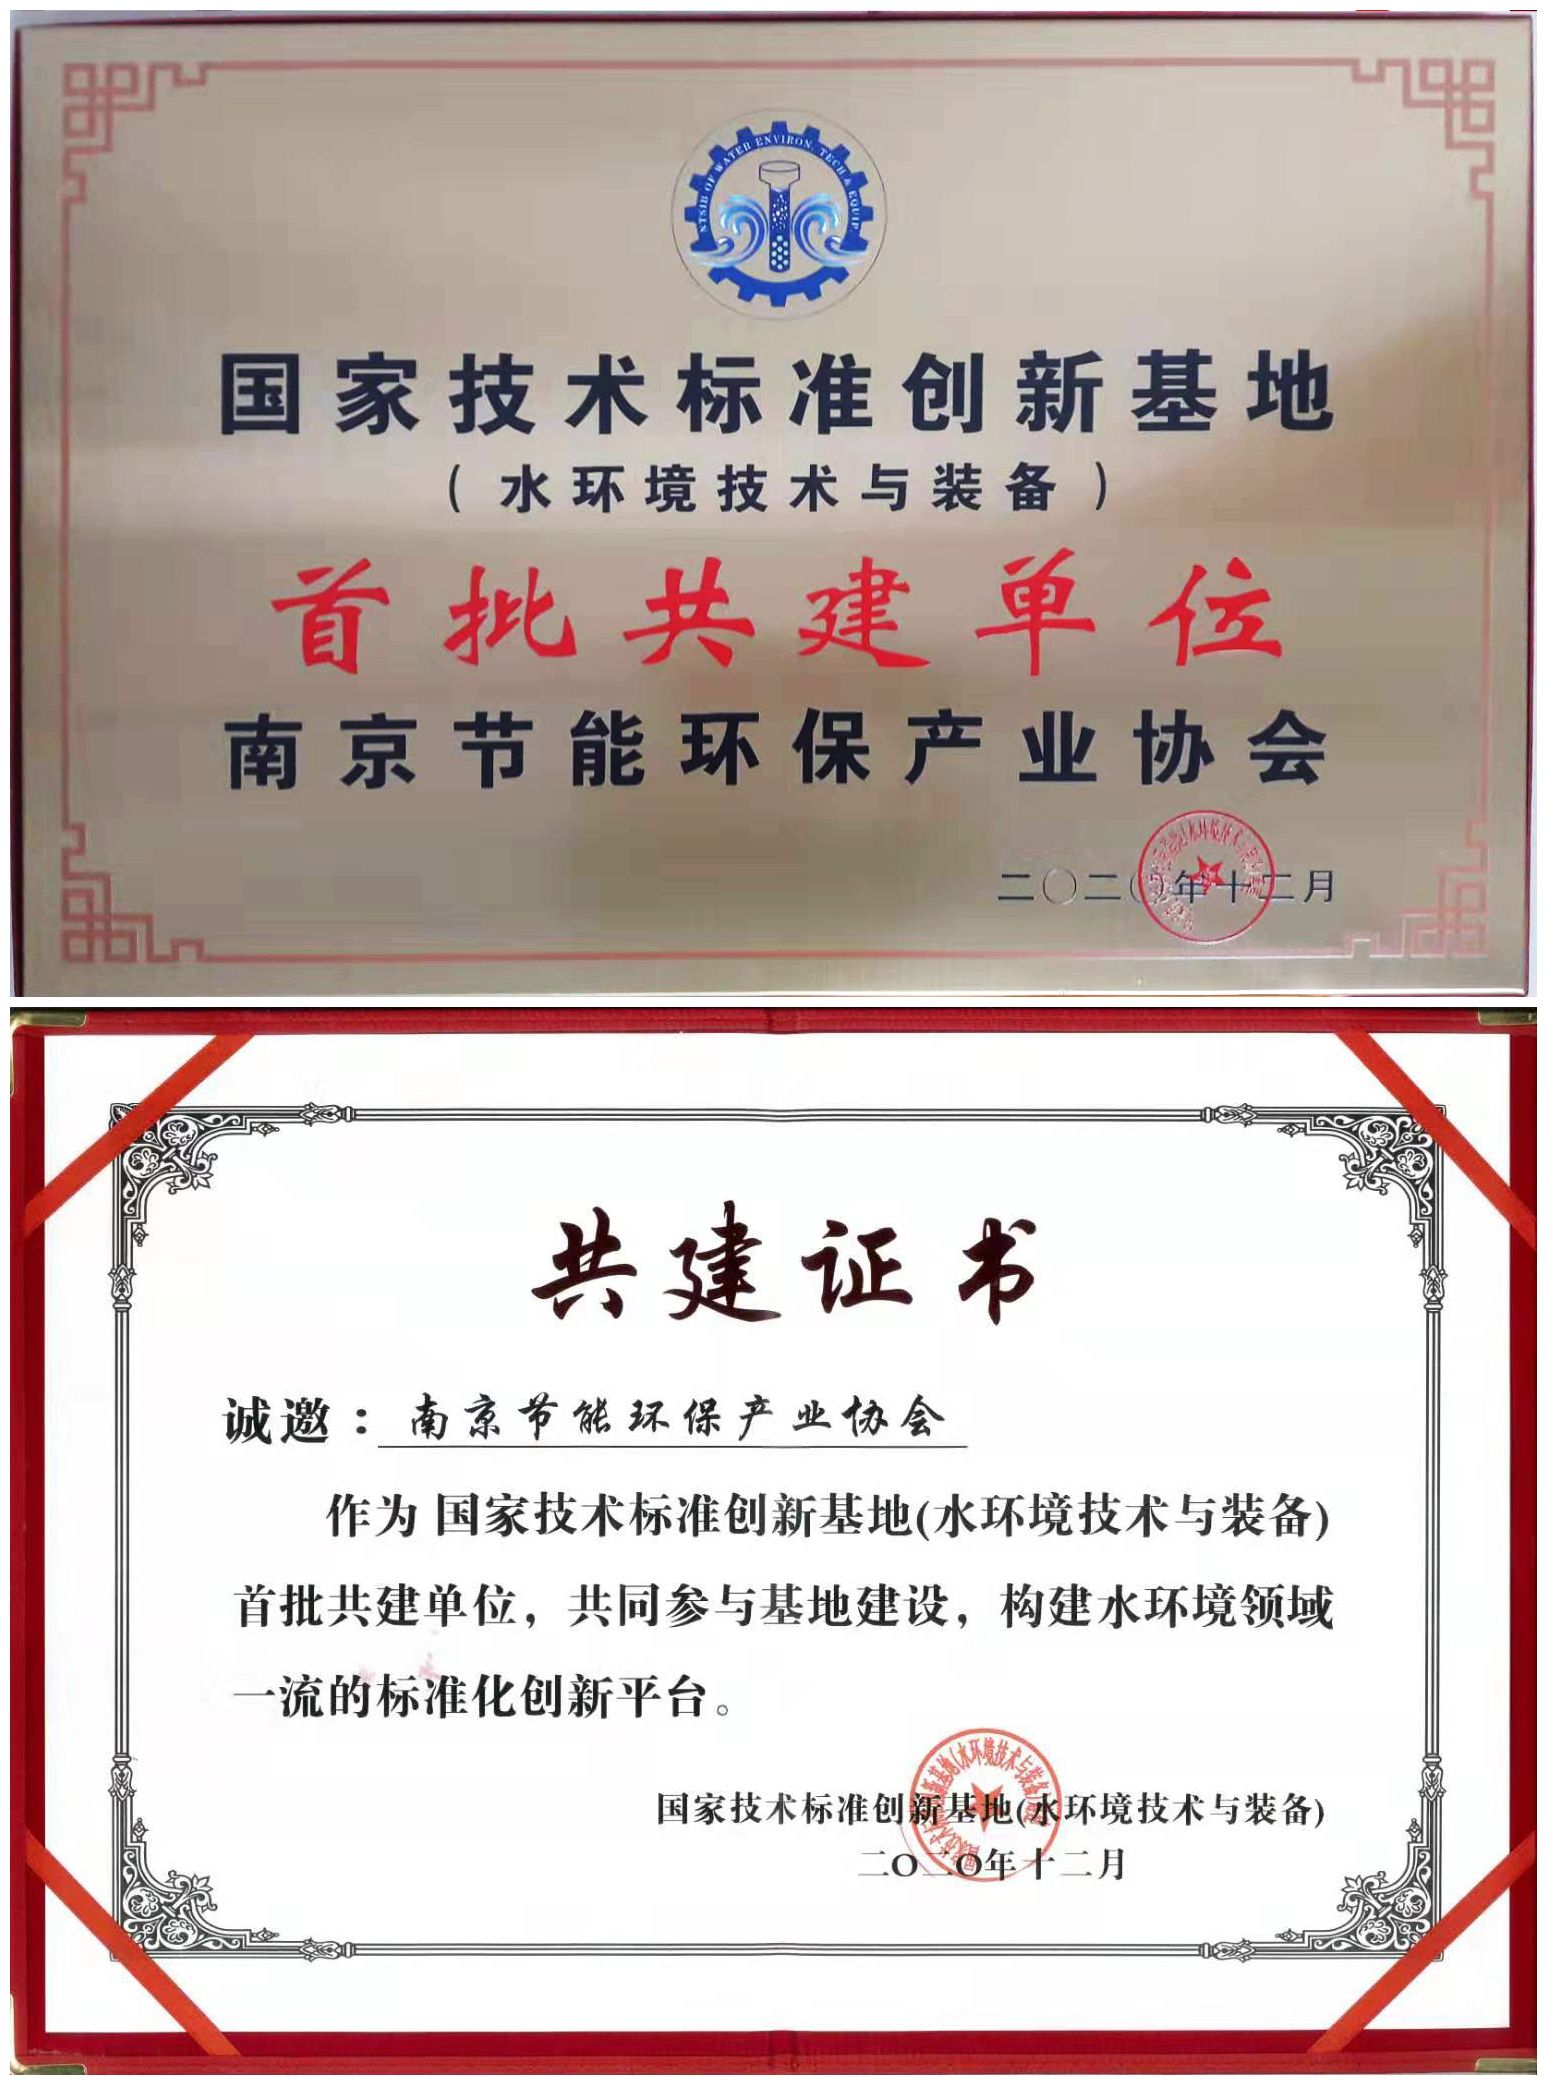 NTSIB OF WATER ENVIRON. TECH & EQUIP
国家技术标准创新基地
（水环境技术与装备）
首批共建单位
南京节能环保产业协会
二〇二〇年十二月
共建证书
诚邀：南京节能环保产业协会
作为 国家技术标准创新基地(水环境技术与装备)
首批共建单位，共同参与基地建设，构建水环境领域
一流的标准化创新平台。
国家技术标准创新基地(水环境技术与装备)
二〇二〇年十二月